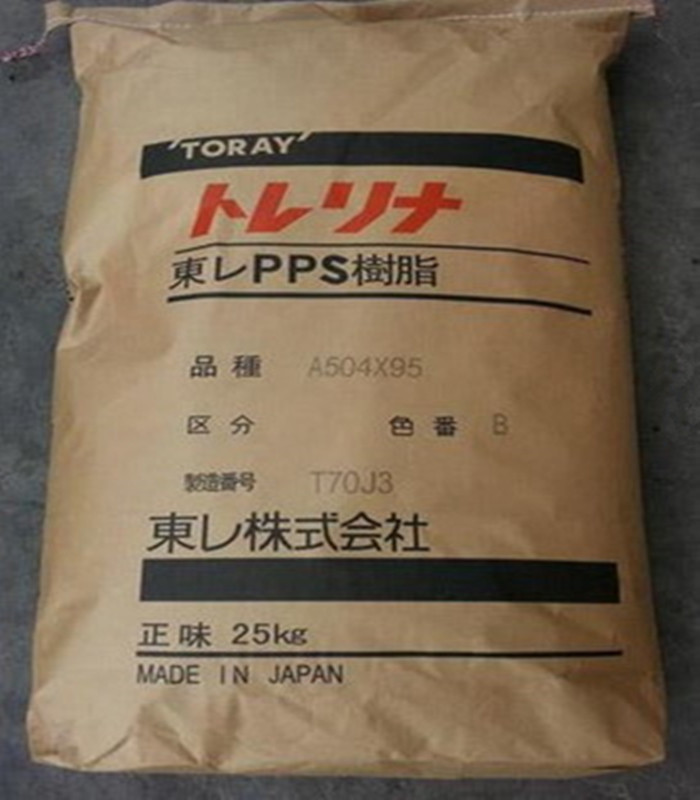 'TORAY'
トレリナ
東レPPS樹脂
品種 A504X95
区分 色番 B
製造番号 T70J3
東レ株式会社
正味 25kg
MADE IN JAPAN